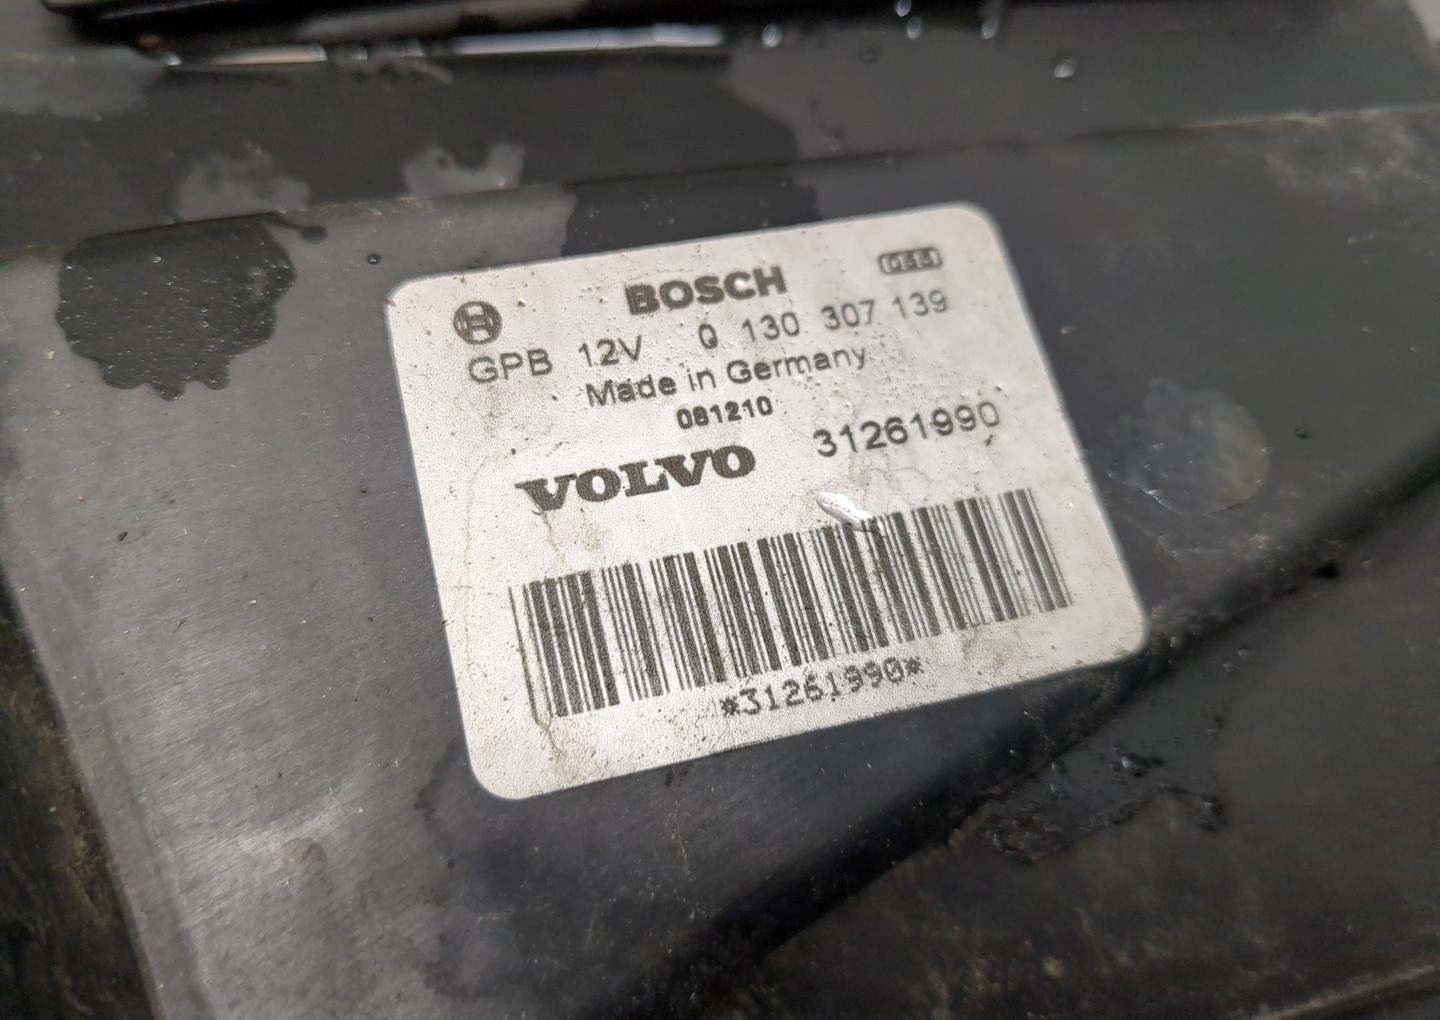 BOSCH
GPB 12V 0 130 307 139
Made in Germany
081210
VOLVO 31261990
*31261990*